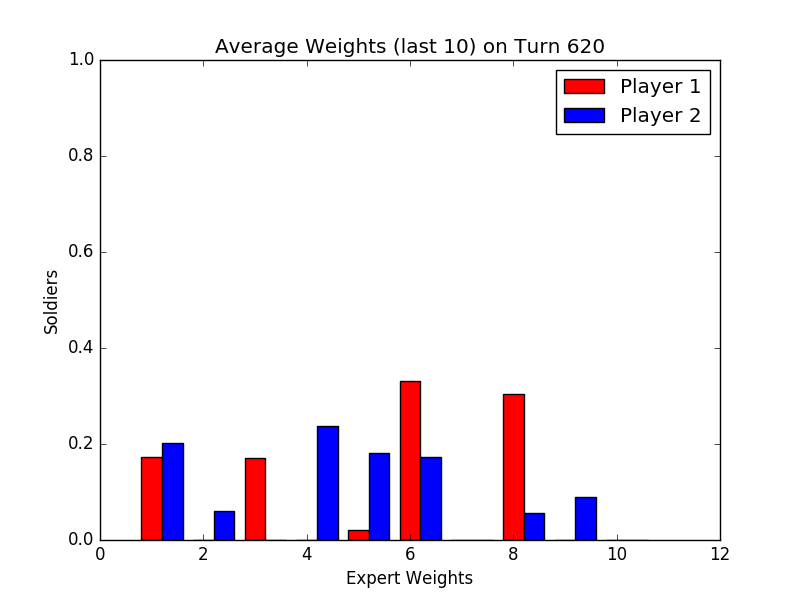 Average Weights (last 10) on Turn 620
1.0
Player 1
Player 2
0.8
0.6
Soldiers
0.4
0.2
0.0
0 2 4 6 8 10 12
Expert Weights